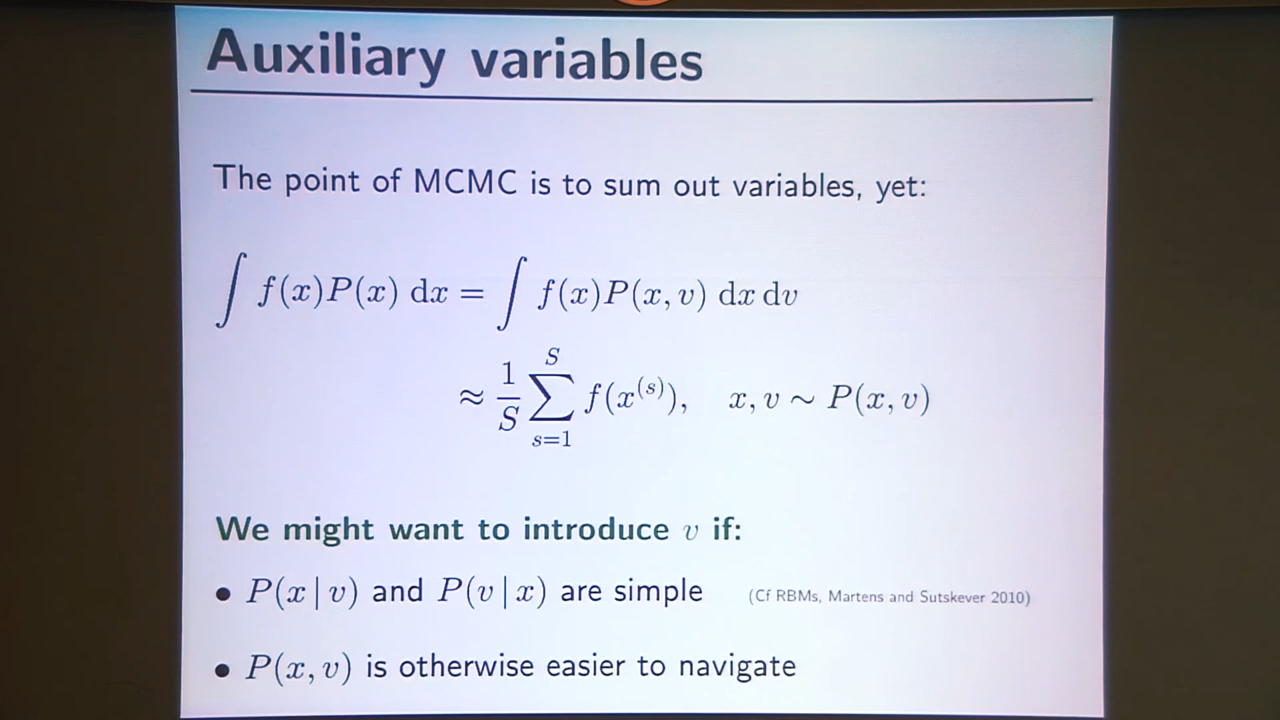 Auxiliary variables
The point of MCMC is to sum out variables, yet:
∫ f(x)P(x) dx = ∫ f(x)P(x, v) dx dv
≈ 1/S ∑_{s=1}^{S} f(x^{(s)}),   x, v ∼ P(x, v)
We might want to introduce v if:
• P(x | v) and P(v | x) are simple (Cf RBMs, Martens and Sutskever 2010)
• P(x, v) is otherwise easier to navigate